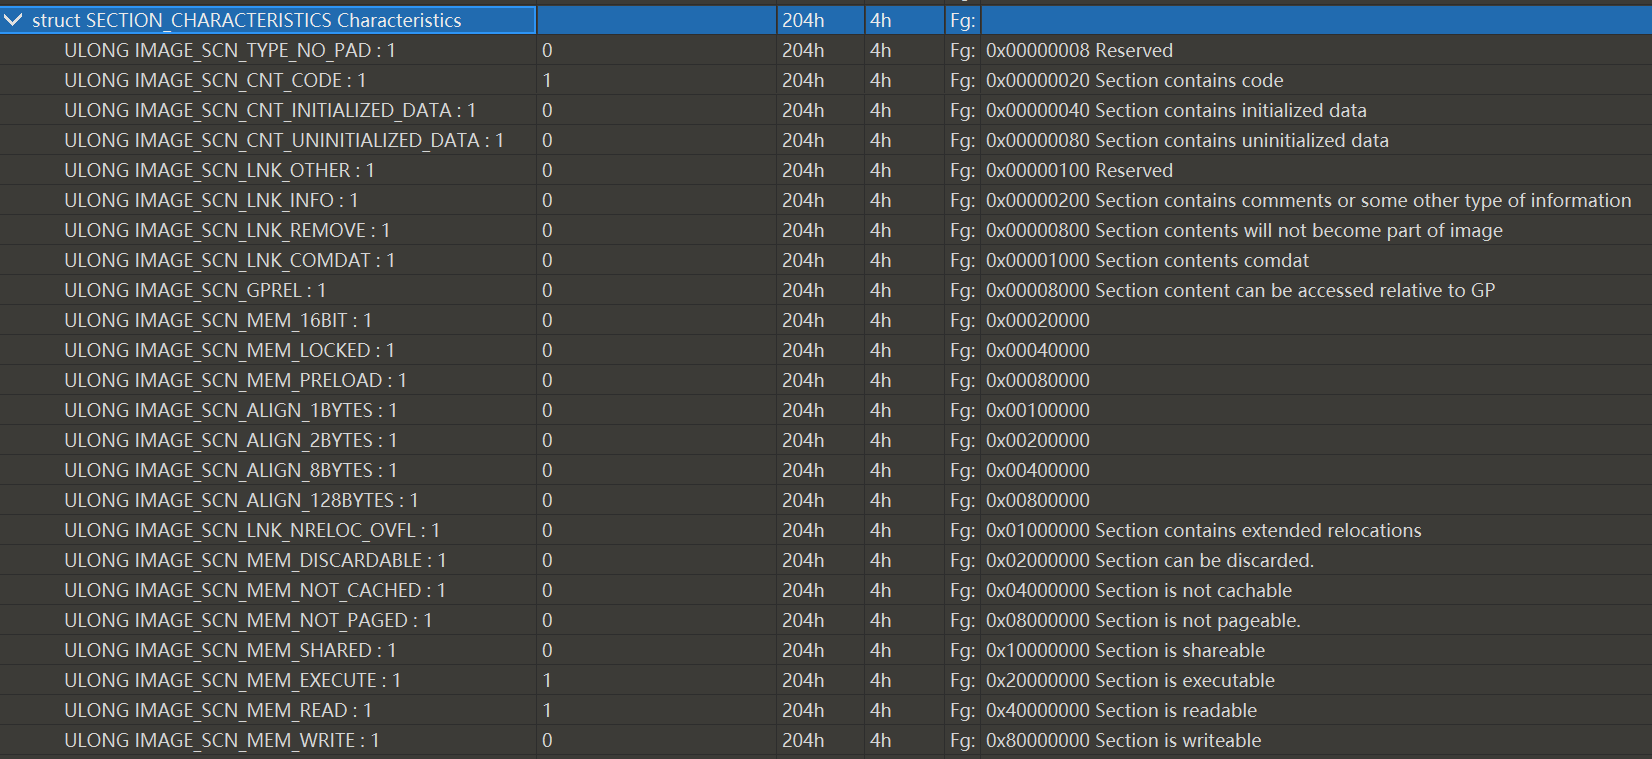 struct SECTION_CHARACTERISTICS Characteristics 204h 4h Fg:
ULONG IMAGE_SCN_TYPE_NO_PAD : 1 0 204h 4h Fg: 0x00000008 Reserved
ULONG IMAGE_SCN_CNT_CODE : 1 1 204h 4h Fg: 0x00000020 Section contains code
ULONG IMAGE_SCN_CNT_INITIALIZED_DATA : 1 0 204h 4h Fg: 0x00000040 Section contains initialized data
ULONG IMAGE_SCN_CNT_UNINITIALIZED_DATA : 1 0 204h 4h Fg: 0x00000080 Section contains uninitialized data
ULONG IMAGE_SCN_LNK_OTHER : 1 0 204h 4h Fg: 0x00000100 Reserved
ULONG IMAGE_SCN_LNK_INFO : 1 0 204h 4h Fg: 0x00000200 Section contains comments or some other type of information
ULONG IMAGE_SCN_LNK_REMOVE : 1 0 204h 4h Fg: 0x00000800 Section contents will not become part of image
ULONG IMAGE_SCN_LNK_COMDAT : 1 0 204h 4h Fg: 0x00001000 Section contents comdat
ULONG IMAGE_SCN_GPREL : 1 0 204h 4h Fg: 0x00008000 Section content can be accessed relative to GP
ULONG IMAGE_SCN_MEM_16BIT : 1 0 204h 4h Fg: 0x00020000
ULONG IMAGE_SCN_MEM_LOCKED : 1 0 204h 4h Fg: 0x00040000
ULONG IMAGE_SCN_MEM_PRELOAD : 1 0 204h 4h Fg: 0x00080000
ULONG IMAGE_SCN_ALIGN_1BYTES : 1 0 204h 4h Fg: 0x00100000
ULONG IMAGE_SCN_ALIGN_2BYTES : 1 0 204h 4h Fg: 0x00200000
ULONG IMAGE_SCN_ALIGN_8BYTES : 1 0 204h 4h Fg: 0x00400000
ULONG IMAGE_SCN_ALIGN_128BYTES : 1 0 204h 4h Fg: 0x00800000
ULONG IMAGE_SCN_LNK_NRELOC_OVFL : 1 0 204h 4h Fg: 0x01000000 Section contains extended relocations
ULONG IMAGE_SCN_MEM_DISCARDABLE : 1 0 204h 4h Fg: 0x02000000 Section can be discarded.
ULONG IMAGE_SCN_MEM_NOT_CACHED : 1 0 204h 4h Fg: 0x04000000 Section is not cachable
ULONG IMAGE_SCN_MEM_NOT_PAGED : 1 0 204h 4h Fg: 0x08000000 Section is not pageable.
ULONG IMAGE_SCN_MEM_SHARED : 1 0 204h 4h Fg: 0x10000000 Section is shareable
ULONG IMAGE_SCN_MEM_EXECUTE : 1 1 204h 4h Fg: 0x20000000 Section is executable
ULONG IMAGE_SCN_MEM_READ : 1 1 204h 4h Fg: 0x40000000 Section is readable
ULONG IMAGE_SCN_MEM_WRITE : 1 0 204h 4h Fg: 0x80000000 Section is writeable